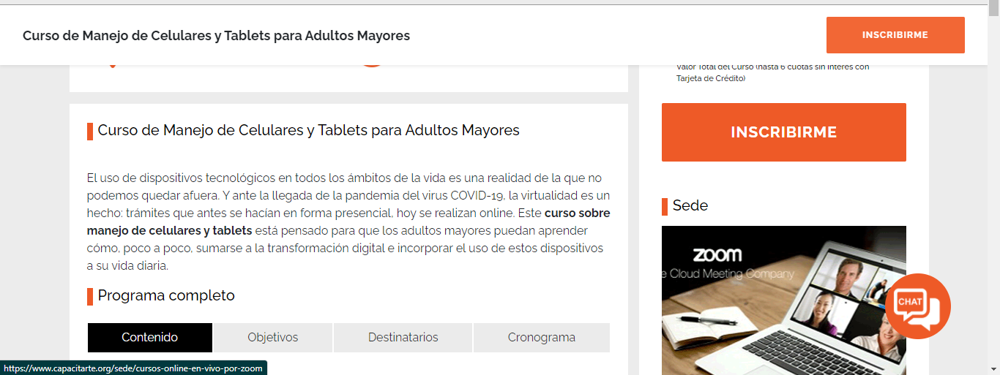 Curso de Manejo de Celulares y Tablets para Adultos Mayores
INSCRIBIRME
Valor Total del Curso (hasta 6 cuotas sin interés con
Tarjeta de Crédito)
INSCRIBIRME
Curso de Manejo de Celulares y Tablets para Adultos Mayores
El uso de dispositivos tecnológicos en todos los ámbitos de la vida es una realidad de la que no
podemos quedar afuera. Y ante la llegada de la pandemia del virus COVID-19, la virtualidad es un
hecho: trámites que antes se hacían en forma presencial, hoy se realizan online. Este curso sobre
manejo de celulares y tablets está pensado para que los adultos mayores puedan aprender
cómo, poco a poco, sumarse a la transformación digital e incorporar el uso de estos dispositivos
a su vida diaria.
Programa completo
Contenido
Objetivos
Destinatarios
Cronograma
Sede
zoom
e Cloud Meeting Company
CHAT
https://www.capacitarte.org/sede/cursos-online-en-vivo-por-zoom